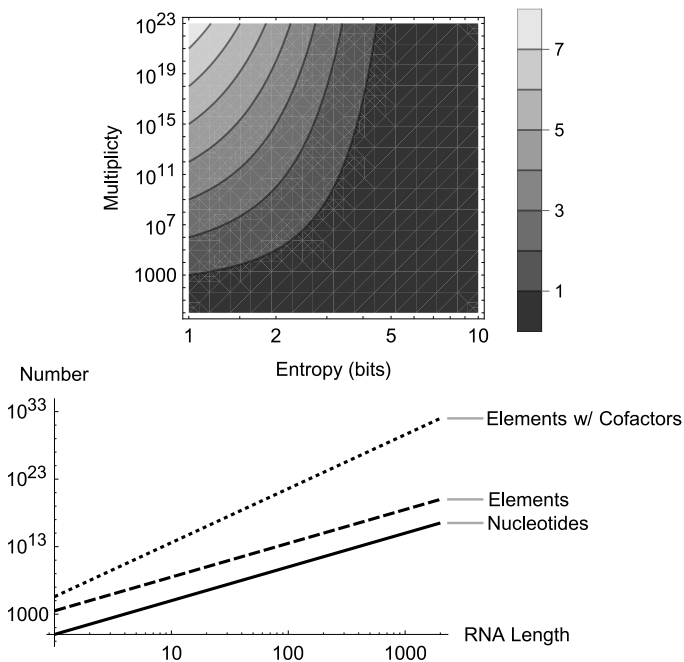 10^23
10^19
10^15
10^11
10^7
1000
Multiplicty
1 2 5 10
Entropy (bits)
7
5
3
1
Number
10^33
10^23
10^13
1000
Elements w/ Cofactors
Elements
Nucleotides
10 100 1000
RNA Length